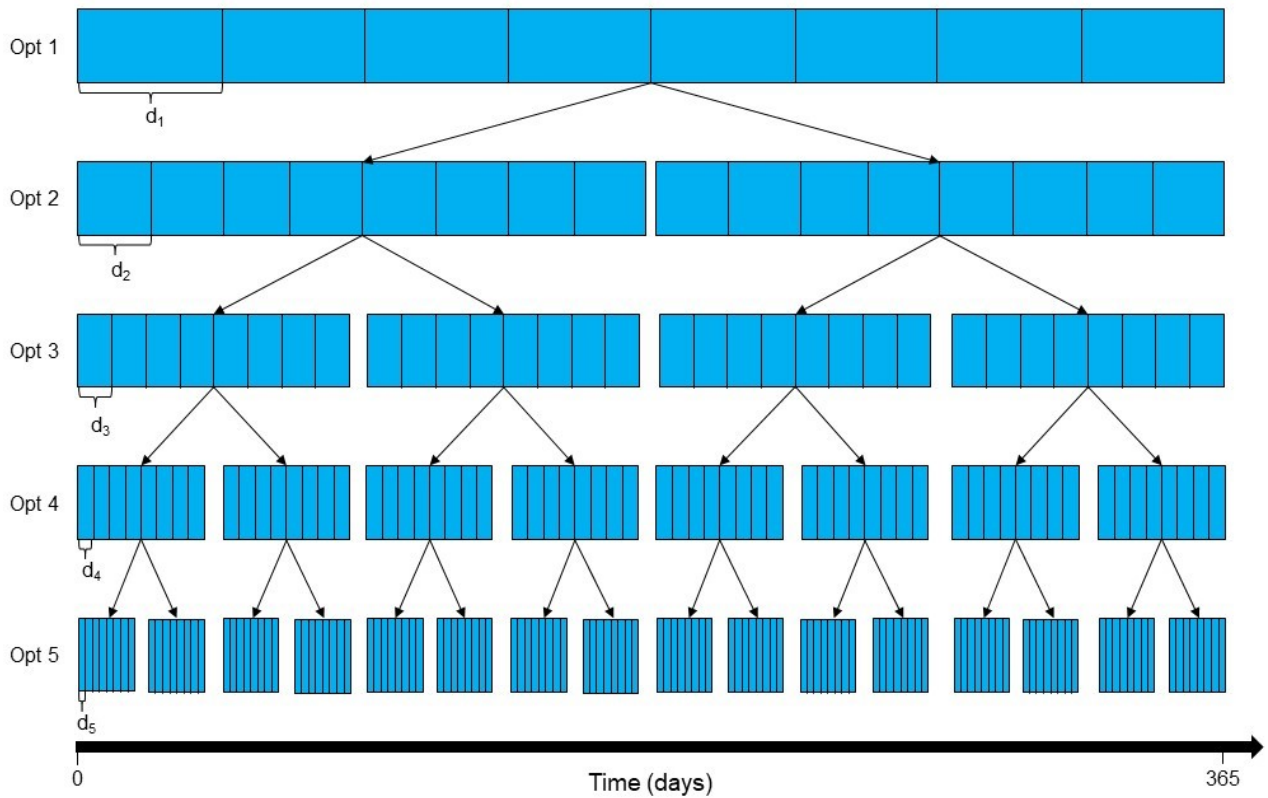 Opt 1
d₁
Opt 2
d₂
Opt 3
d₃
Opt 4
d₄
Opt 5
d₅
0
Time (days)
365